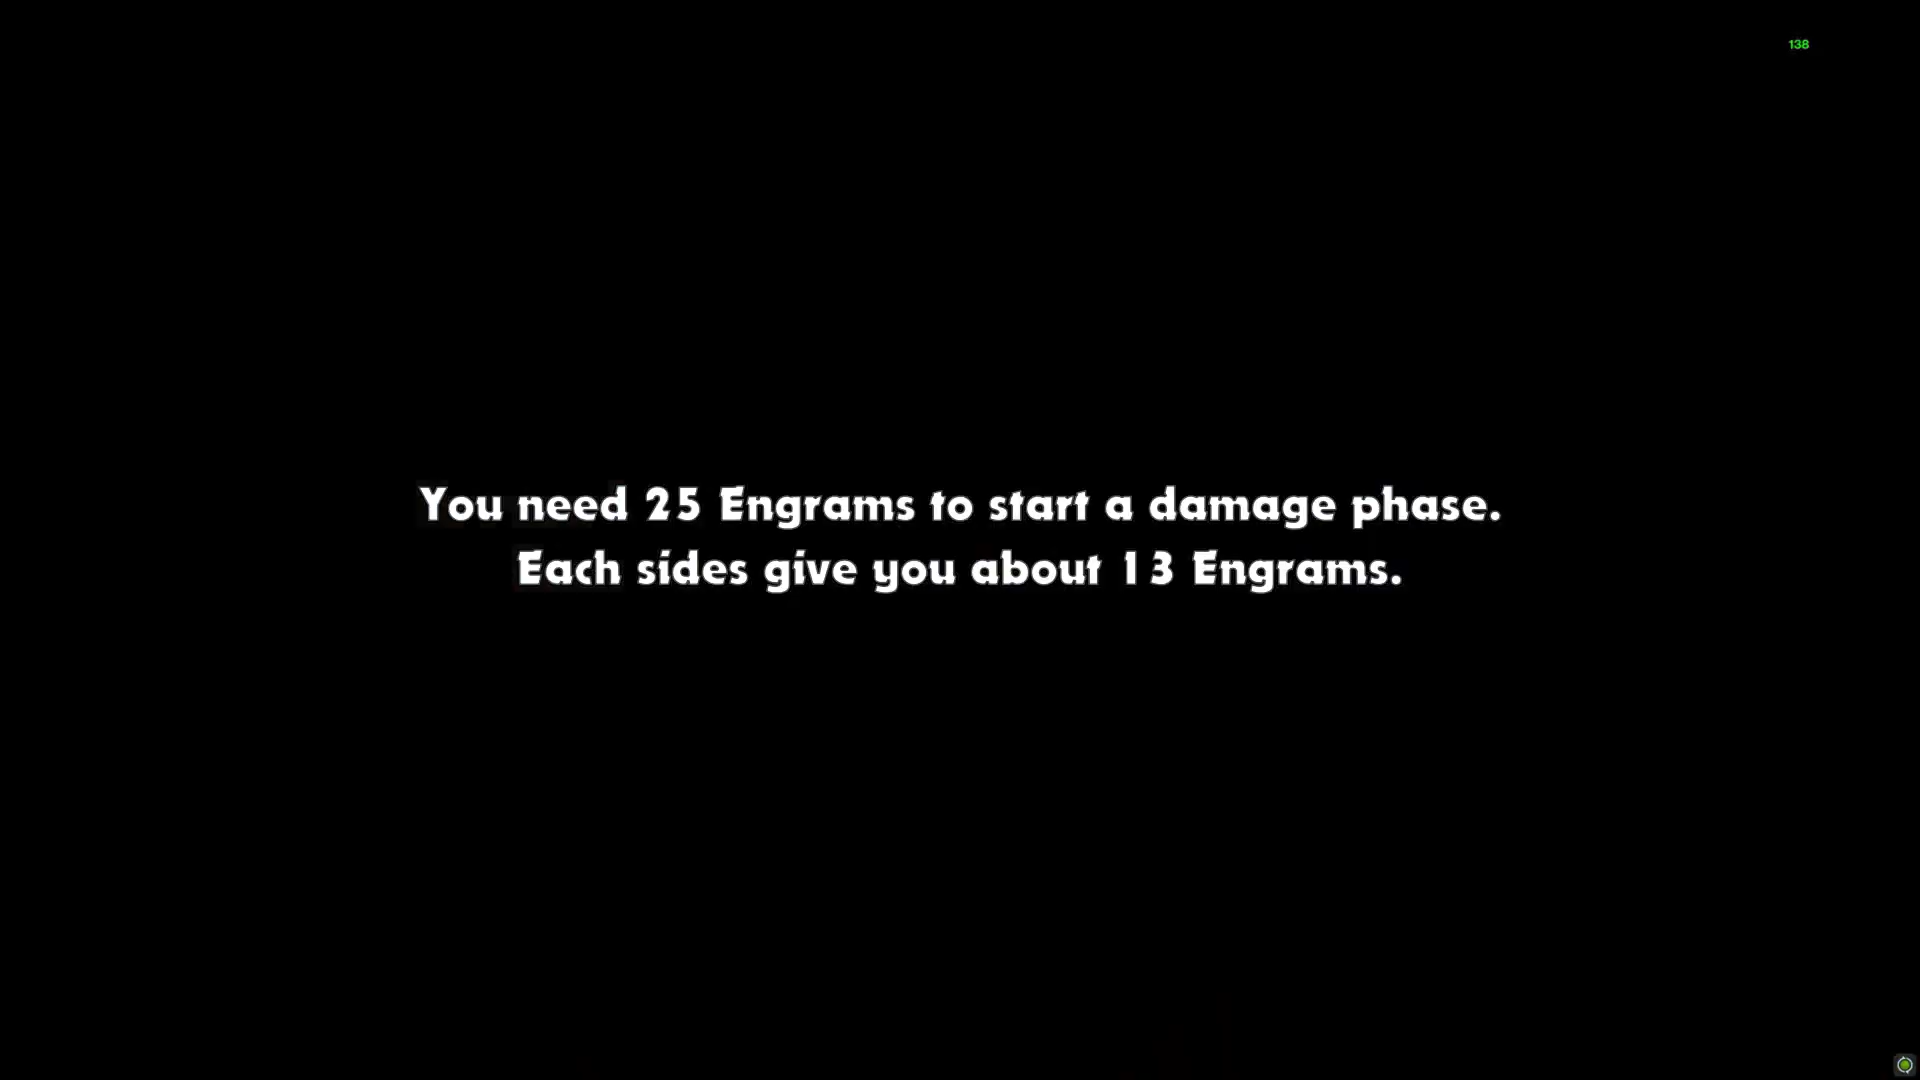 138
You need 25 Engrams to start a damage phase.
Each sides give you about 13 Engrams.